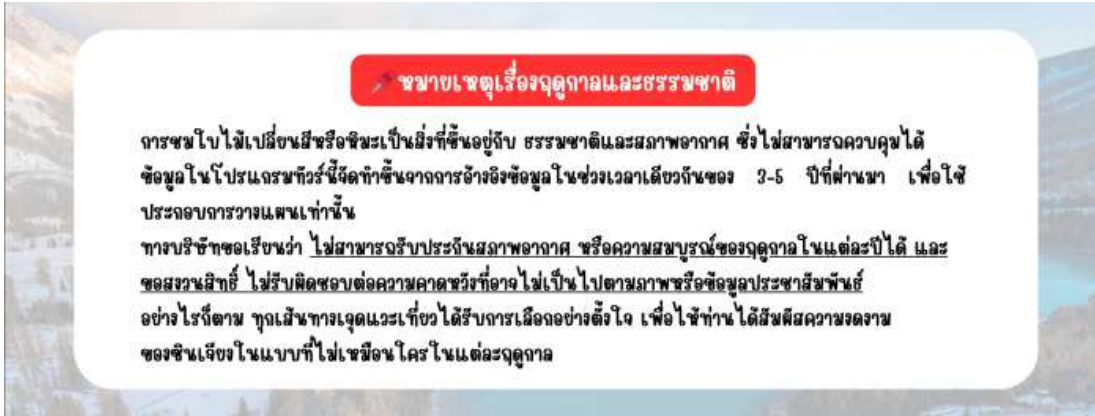 📌หมายเหตุเรื่องฤดูกาลและธรรมชาติ
การชมใบไม้เปลี่ยนสีหรือหิมะเป็นสิ่งที่ขึ้นอยู่กับ ธรรมชาติและสภาพอากาศ ซึ่งไม่สามารถควบคุมได้
ข้อมูลในโปรแกรมทัวร์นี้จัดทำขึ้นจากการอ้างอิงข้อมูลในช่วงเวลาเดียวกันของ 3-5 ปีที่ผ่านมา เพื่อใช้
ประกอบการวางแผนเท่านั้น
ทางบริษัทขอเรียนว่า ไม่สามารถรับประกันสภาพอากาศ หรือความสมบูรณ์ของฤดูกาลในแต่ละปีได้ และ
ขอสงวนสิทธิ์ ไม่รับผิดชอบต่อความคาดหวังที่อาจไม่เป็นไปตามภาพหรือข้อมูลประชาสัมพันธ์
อย่างไรก็ตาม ทุกเส้นทางจุดแวะเที่ยวได้รับการเลือกอย่างตั้งใจ เพื่อให้ท่านได้สัมผัสความงดงาม
ของซินเจียงในแบบที่ไม่เหมือนใครในแต่ละฤดูกาล